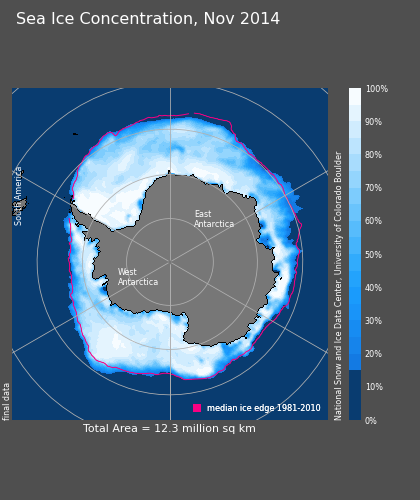 Sea Ice Concentration, Nov 2014
South America
East
Antarctica
West
Antarctica
final data
median ice edge 1981-2010
Total Area = 12.3 million sq km
National Snow and Ice Data Center, University of Colorado Boulder
100%
90%
80%
70%
60%
50%
40%
30%
20%
10%
0%